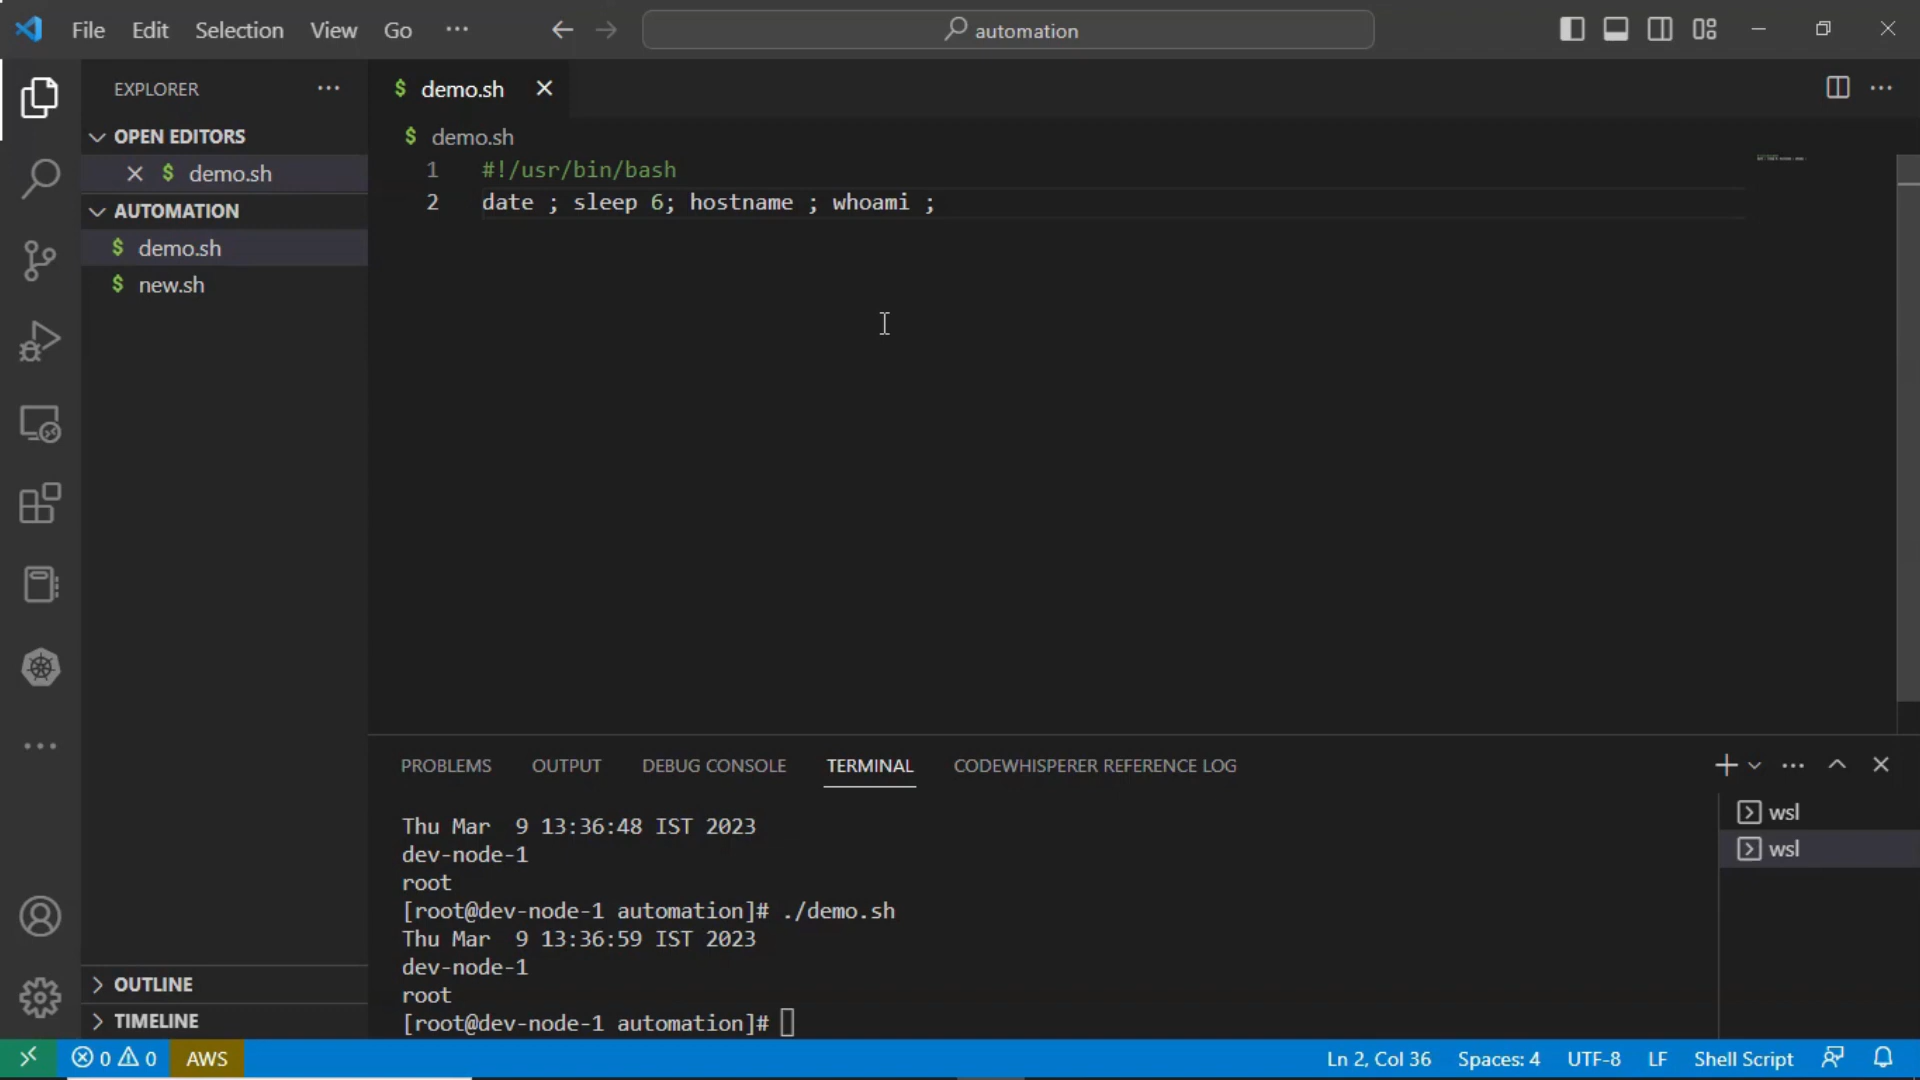 File Edit Selection View Go ··· automation
EXPLORER ···
OPEN EDITORS
$ demo.sh
AUTOMATION
$ demo.sh
$ new.sh
OUTLINE
TIMELINE
$ demo.sh
$ demo.sh
1 #!/usr/bin/bash
2 date ; sleep 6; hostname ; whoami ;
PROBLEMS OUTPUT DEBUG CONSOLE TERMINAL CODEWHISPERER REFERENCE LOG
Thu Mar  9 13:36:48 IST 2023
dev-node-1
root
[root@dev-node-1 automation]# ./demo.sh
Thu Mar  9 13:36:59 IST 2023
dev-node-1
root
[root@dev-node-1 automation]#
wsl
wsl
0 0 AWS Ln 2, Col 36 Spaces: 4 UTF-8 LF Shell Script